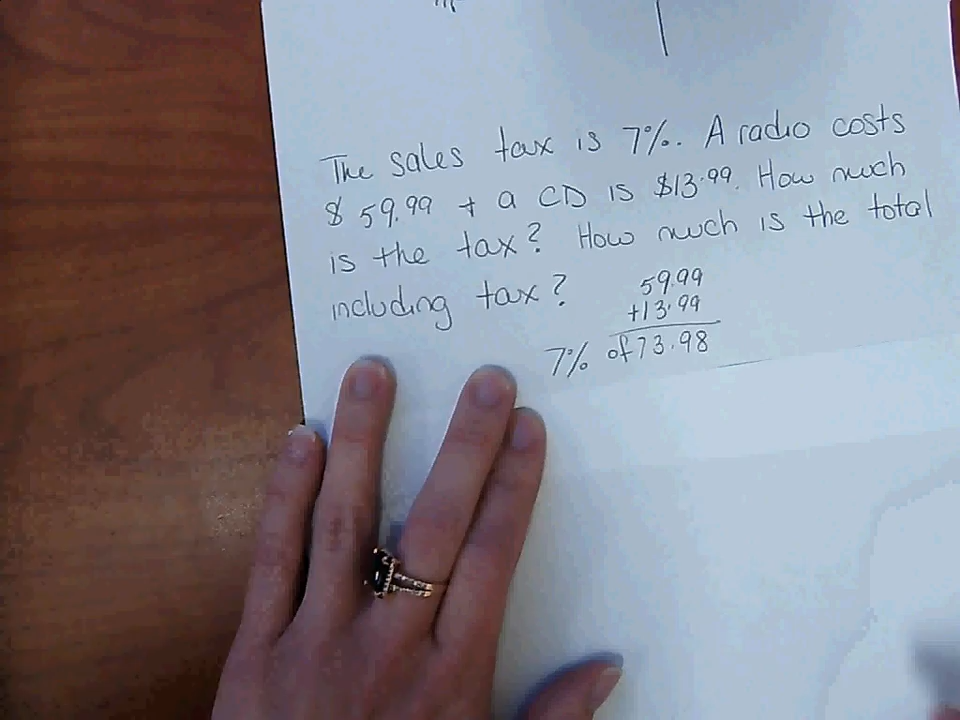 The sales tax is 7%. A radio costs
$ 59.99 + a CD is $13.99. How much
is the tax? How much is the total
including tax?
59.99
+13.99
7% of 73.98